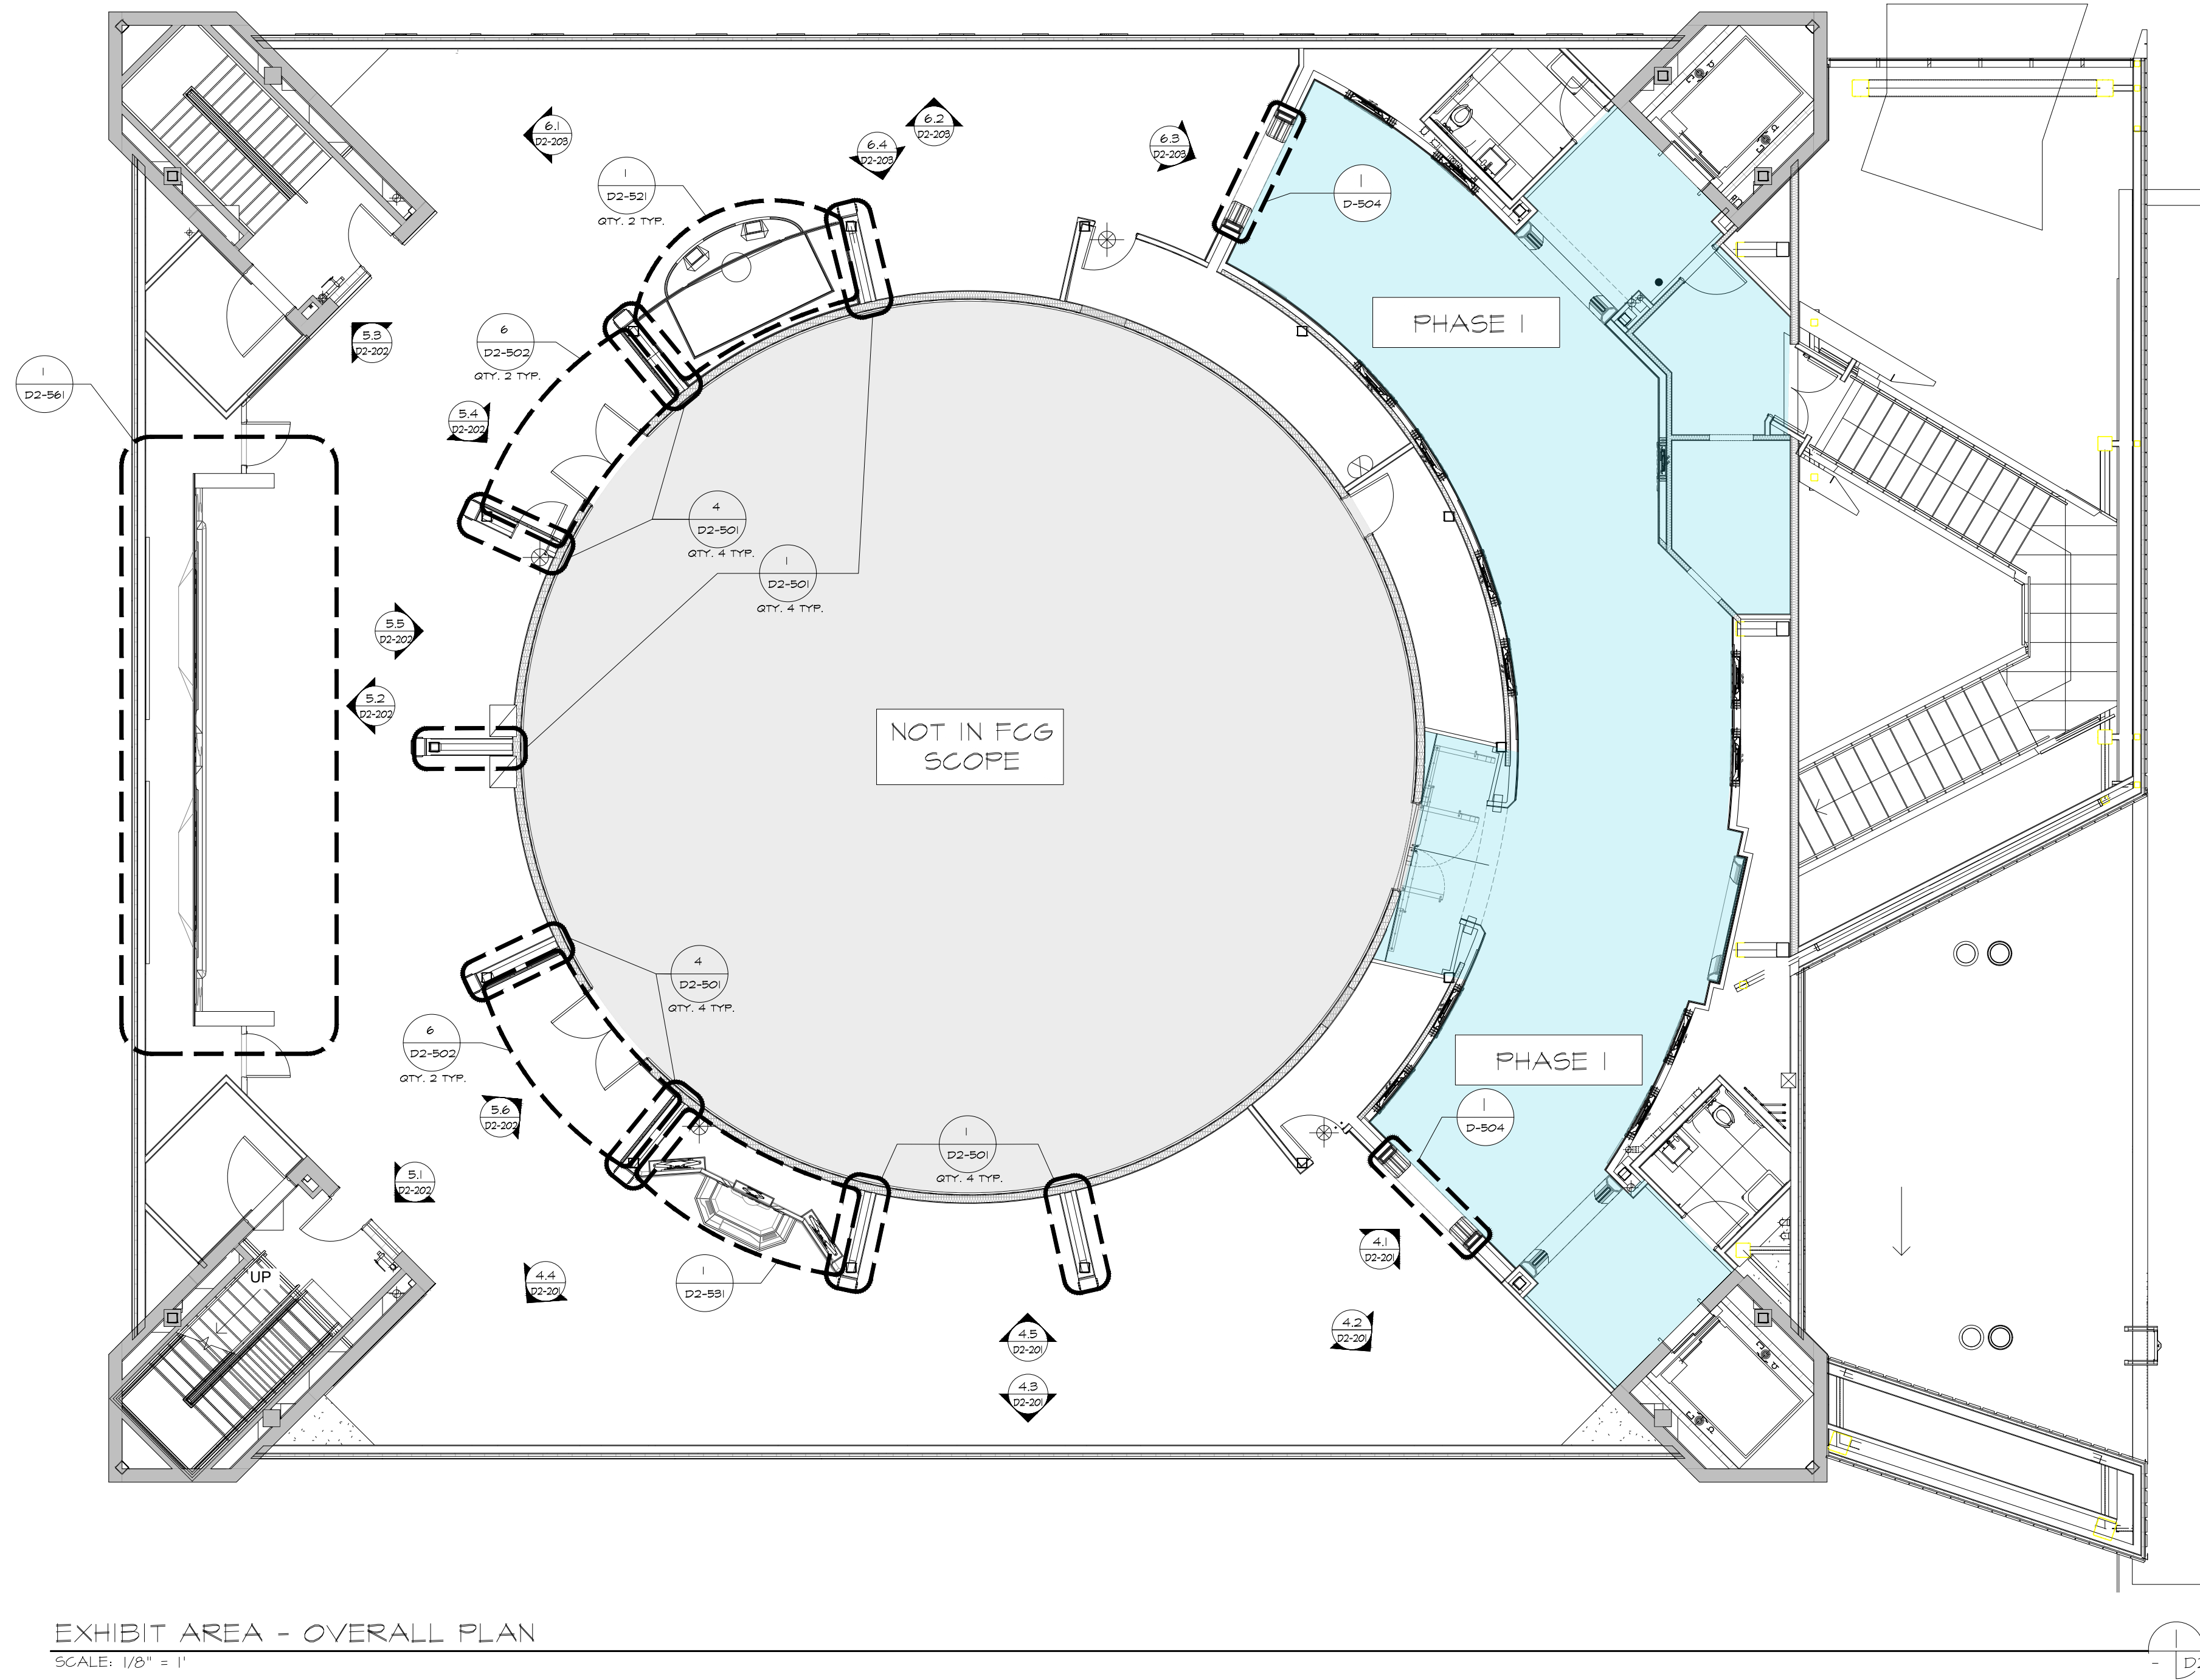 6.1
D2-203
6.2
D2-203
6.4
D2-203
6.3
D2-203
1
D2-521
QTY. 2 TYP.
1
D-504
5.3
D2-202
6
D2-502
QTY. 2 TYP.
PHASE 1
1
D2-561
5.4
D2-202
4
D2-501
QTY. 4 TYP.
1
D2-501
QTY. 4 TYP.
5.5
D2-202
5.2
D2-202
NOT IN FCG
SCOPE
4
D2-501
QTY. 4 TYP.
6
D2-502
QTY. 2 TYP.
PHASE 1
5.6
D2-202
1
D-504
1
D2-501
QTY. 4 TYP.
5.1
D2-202
4.1
D2-201
UP
4.4
D2-201
1
D2-531
4.5
D2-201
4.2
D2-201
4.3
D2-201
EXHIBIT AREA - OVERALL PLAN
SCALE: 1/8" = 1'
1
-